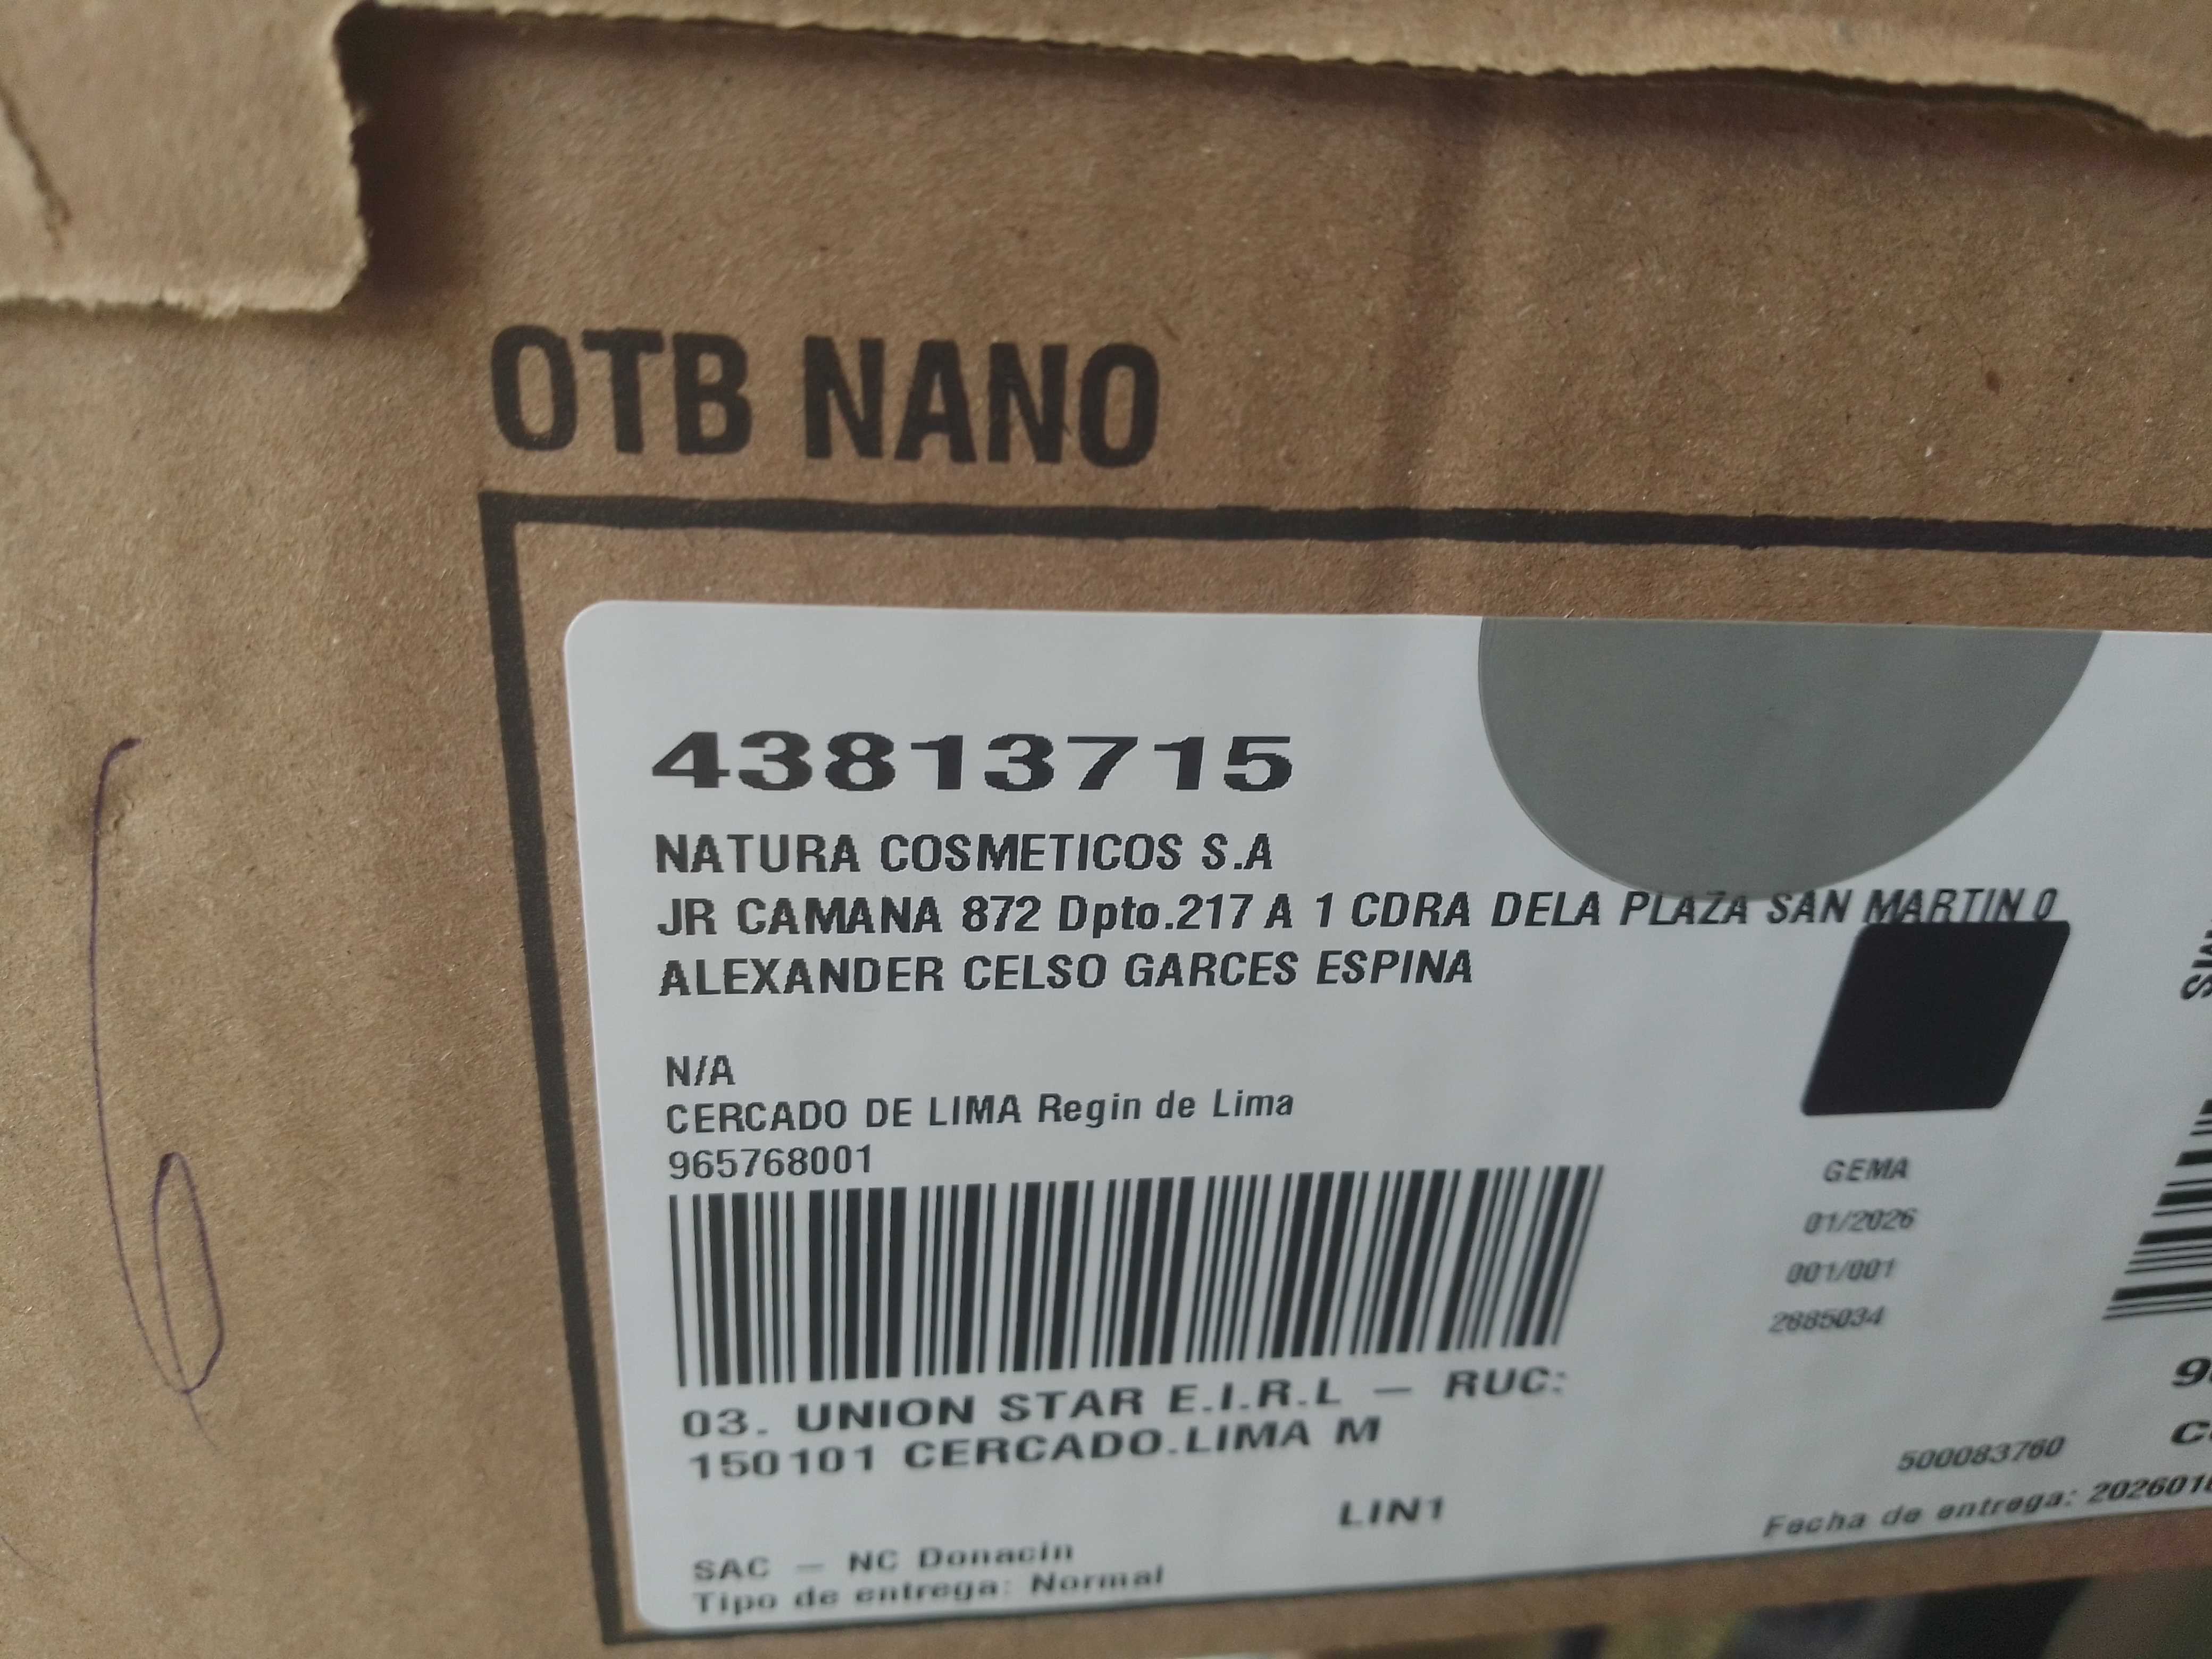 OTB NANO
43813715
NATURA COSMETICOS S.A
JR CAMANA 872 Dpto.217 A 1 CDRA DELA PLAZA SAN MARTIN 0
ALEXANDER CELSO GARCES ESPINA
N/A
CERCADO DE LIMA Regin de Lima
965768001
GEMA
01/2026
001/001
2685034
03. UNION STAR E.I.R.L - RUC:
150101 CERCADO.LIMA M
500083760
LIN1
Fecha de entrega: 202601
SAC - NC Donacin
Tipo de entrega: Normal
6